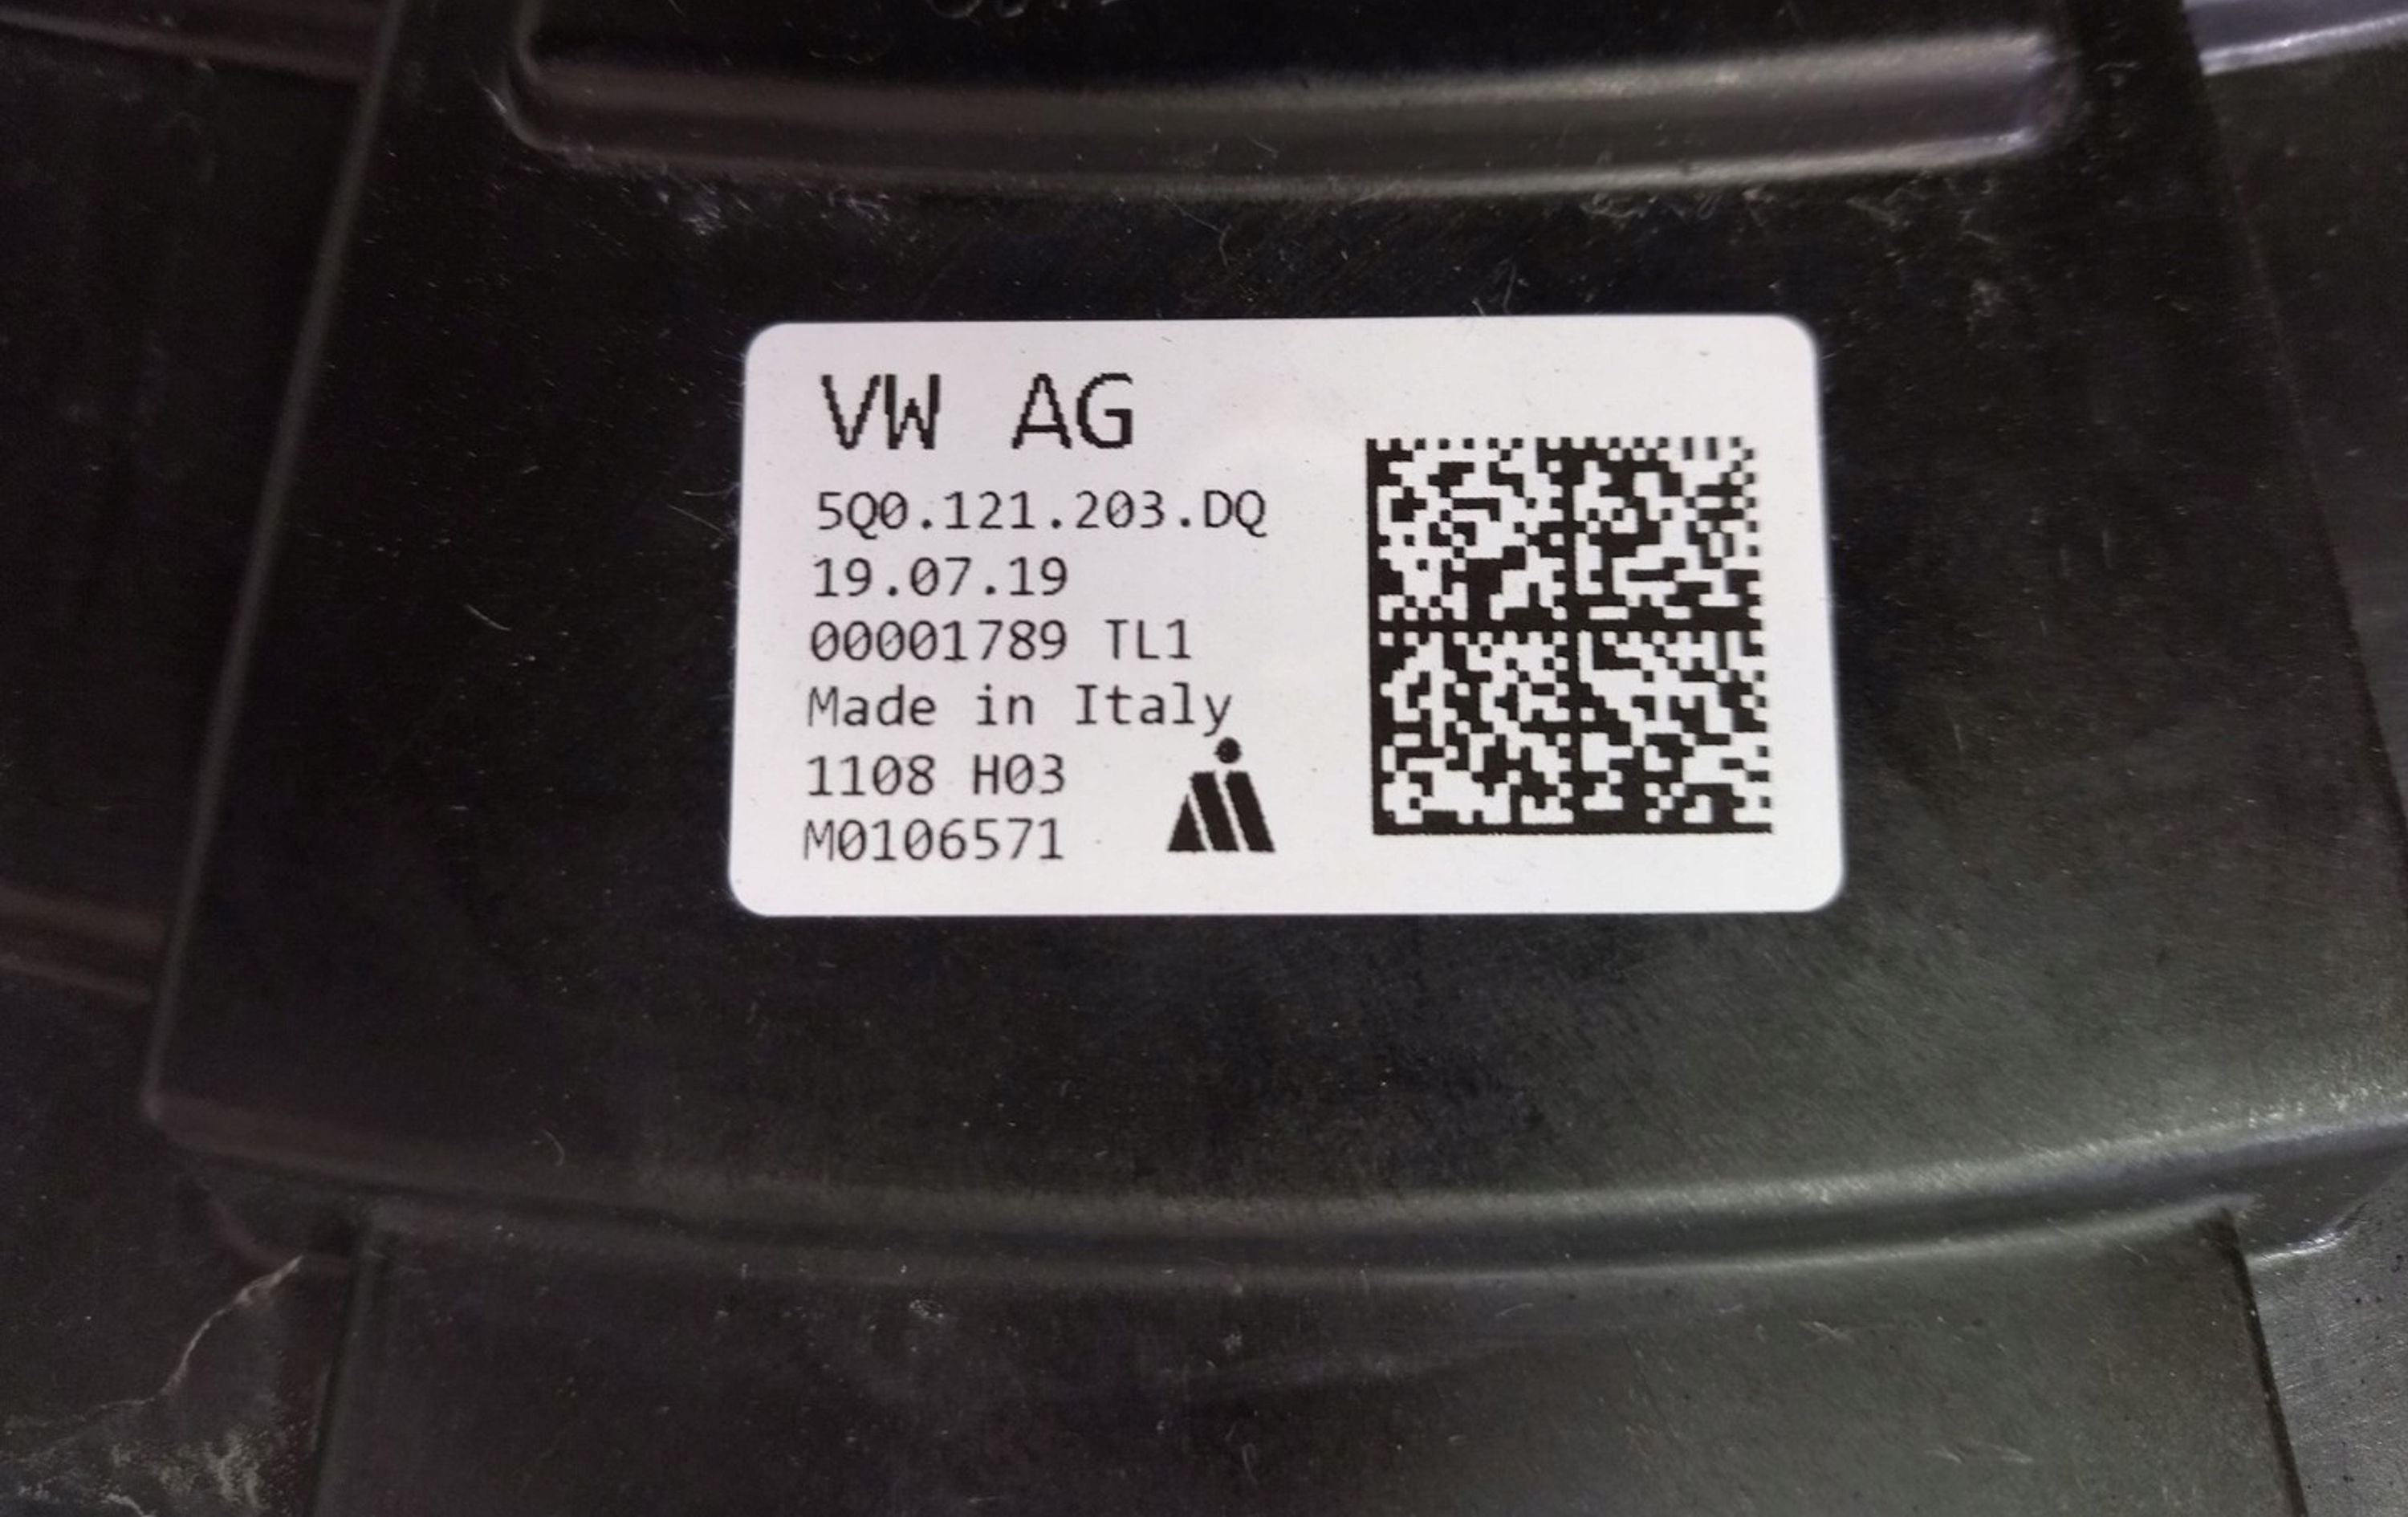 VW AG
5Q0.121.203.DQ
19.07.19
00001789 TL1
Made in Italy
1108 H03
M0106571